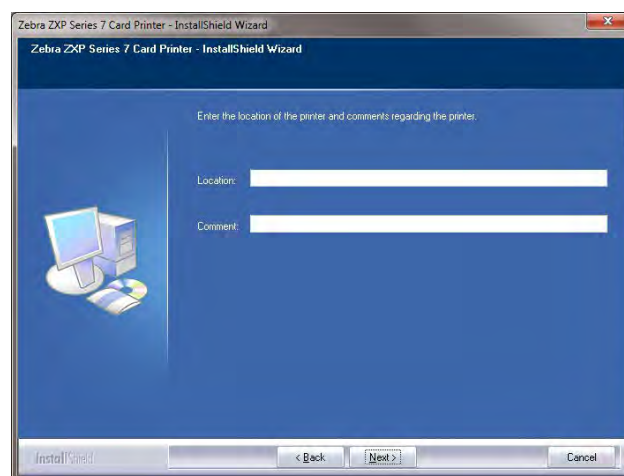 Zebra ZXP Series 7 Card Printer - InstallShield Wizard
Zebra ZXP Series 7 Card Printer - InstallShield Wizard
Enter the location of the printer and comments regarding the printer.
Location:
Comment:
InstallShield
< Back
Next >
Cancel